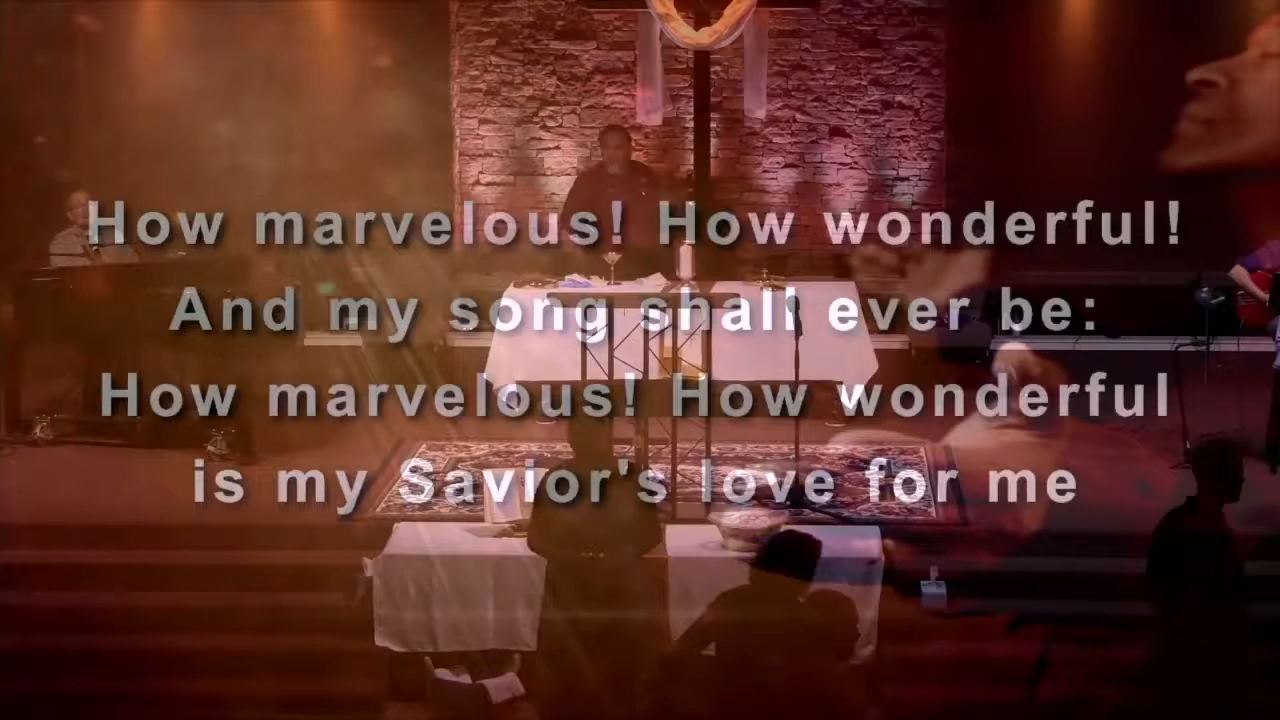 How marvelous! How wonderful!
And my song shall ever be:
How marvelous! How wonderful
is my Savior's love for me